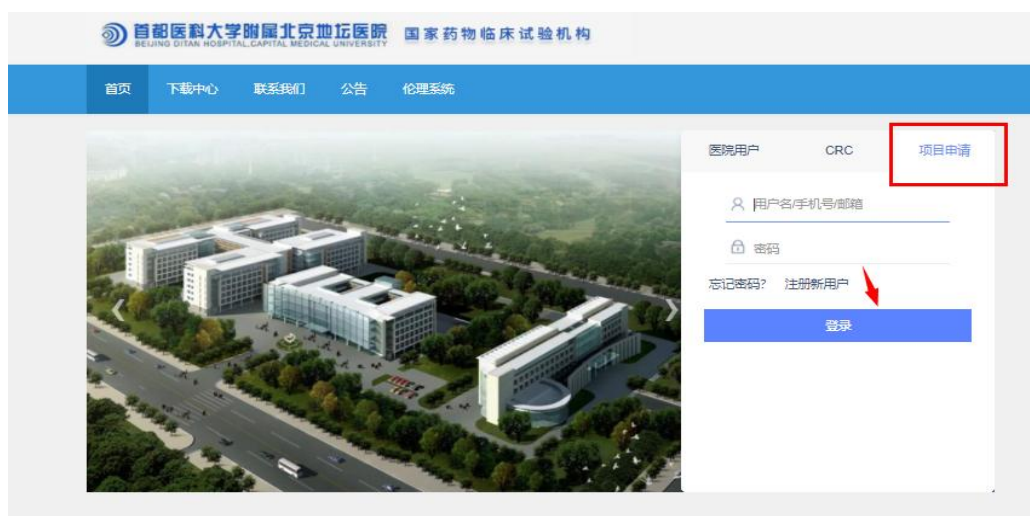 首都医科大学附属北京地坛医院 国家药物临床试验机构
BEIJING DITAN HOSPITAL,CAPITAL MEDICAL UNIVERSITY
首页 下载中心 联系我们 公告 伦理系统
医院用户 CRC 项目申请
用户名/手机号/邮箱
密码
忘记密码? 注册新用户
登录